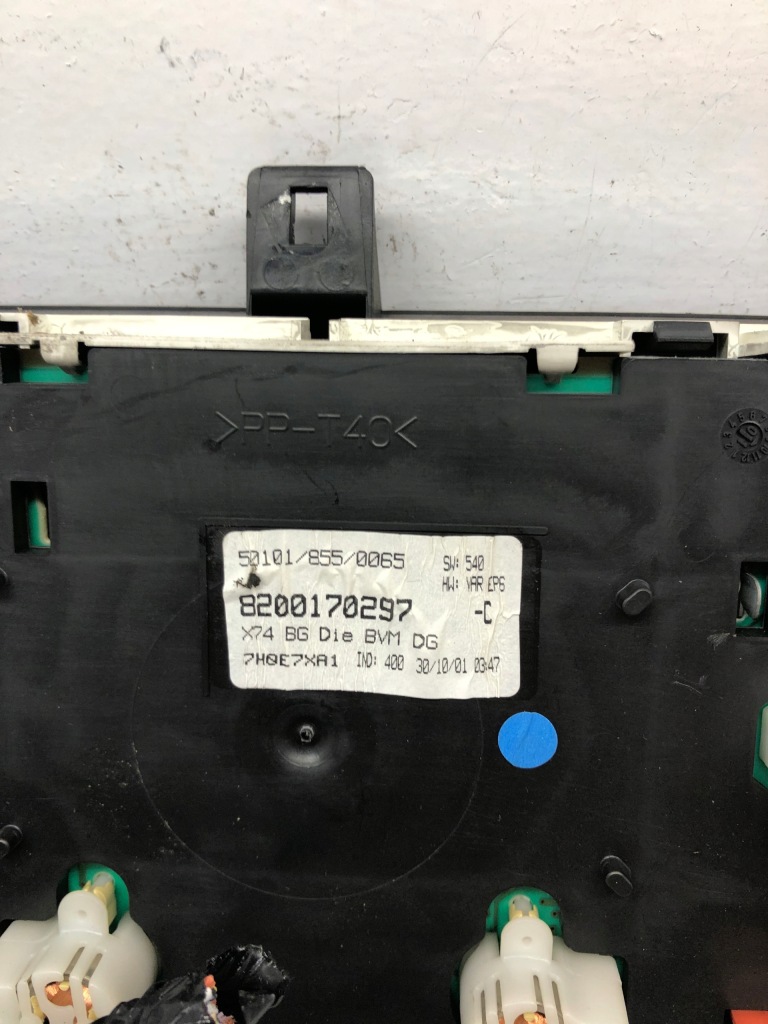 >PP-T40<
50101/855/0065 SW: 540
HW: VAR EP6
8200170297 -C
X74 BG Die BVM DG
7H0E7XA1 IND: 400 30/10/01 03:47